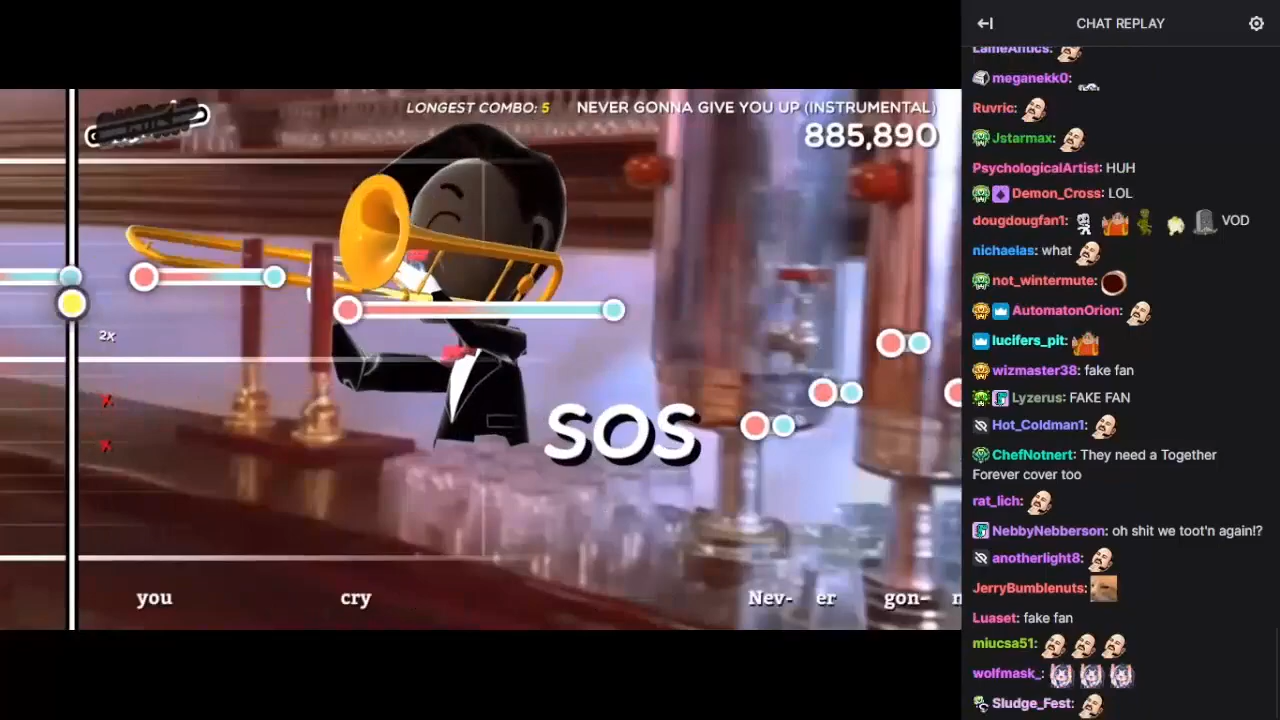 LONGEST COMBO: 5
NEVER GONNA GIVE YOU UP (INSTRUMENTAL)
885,890
2x
x
x
SOS
you cry Nev- er gon-
CHAT REPLAY
LameAntics:
meganekk0:
Ruvric:
Jstarmax:
PsychologicalArtist: HUH
Demon_Cross: LOL
dougdougfan1: VOD
nichaelas: what
not_wintermute:
AutomatonOrion:
lucifers_pit:
wizmaster38: fake fan
Lyzerus: FAKE FAN
Hot_Coldman1:
ChefNotnert: They need a Together
Forever cover too
rat_lich:
NebbyNebberson: oh shit we toot'n again!?
anotherlight8:
JerryBumblenuts:
Luaset: fake fan
miucsa51:
wolfmask_:
Sludge_Fest: